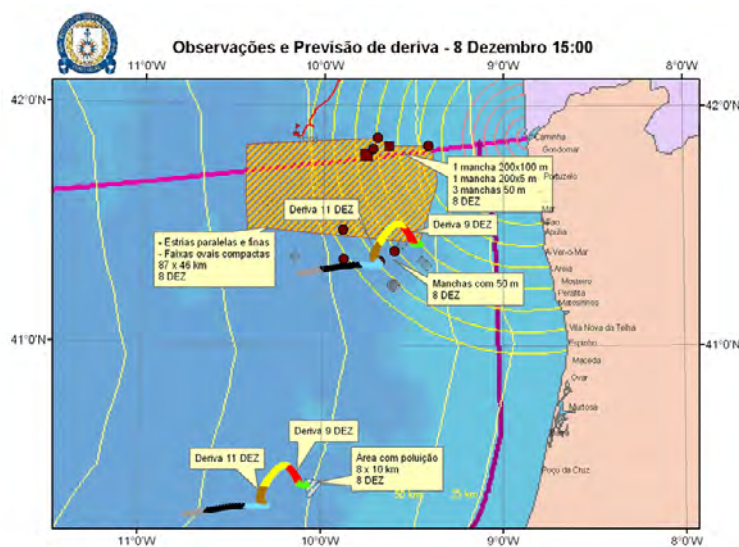 Observações e Previsão de deriva - 8 Dezembro 15:00
11°0'W
10°0'W
9°0'W
8°0'W
42°0'N
42°0'N
Caminha
Gondomar
1 mancha 200x100 m
1 mancha 200x5 m
3 manchas 50 m
8 DEZ
Portuzelo
Deriva 11 DEZ
Mar
Fao
Apulia
Deriva 9 DEZ
- Estrias paralelas e finas
- Faixas ovais compactas
87 x 46 km
8 DEZ
A-Ver-o-Mar
Areia
Mosteiro
Perafita
Matosinhos
Manchas com 50 m
8 DEZ
Vila Nova da Telha
41°0'N
41°0'N
Espinho
Maceda
Ovar
Murtosa
Deriva 9 DEZ
Deriva 11 DEZ
Área com poluição
8 x 10 km
8 DEZ
Poço da Cruz
50 km
25 km
11°0'W
10°0'W
9°0'W
8°0'W